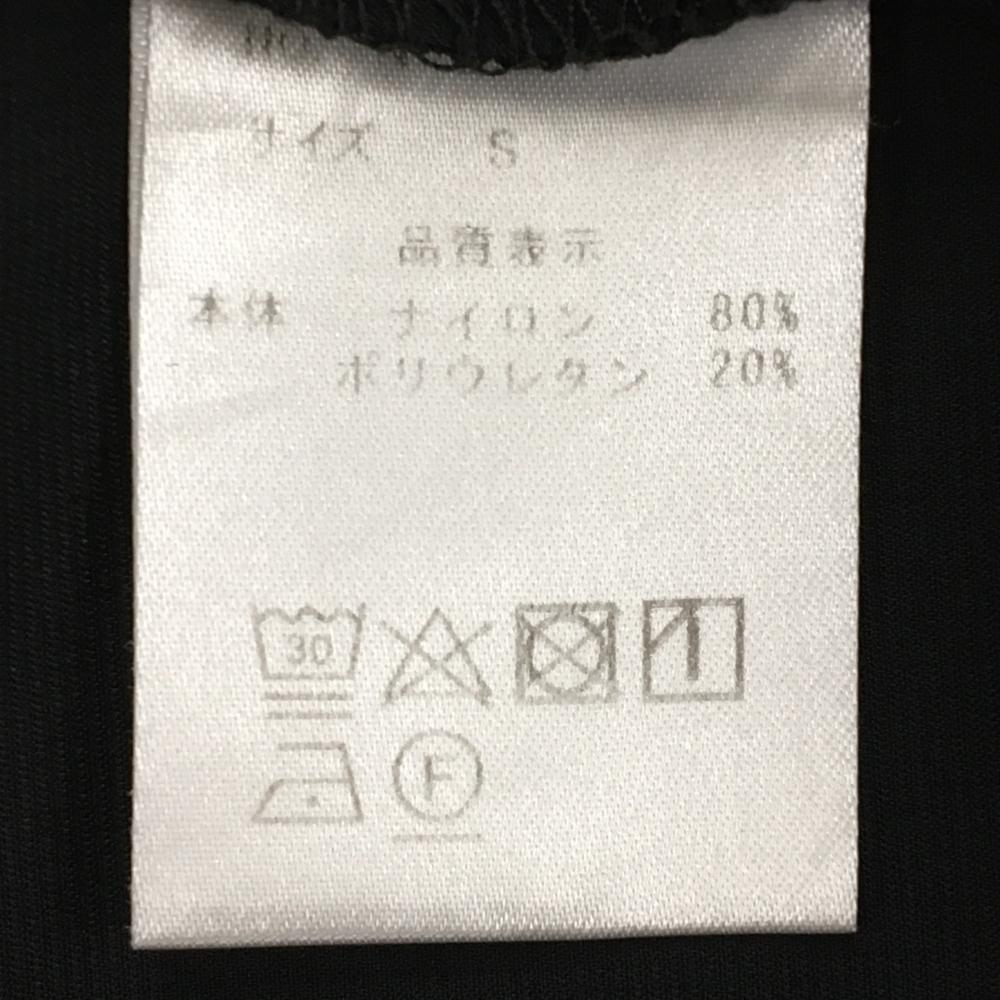 サイズ S
品質表示
本体 ナイロン 80%
ポリウレタン 20%
30
F